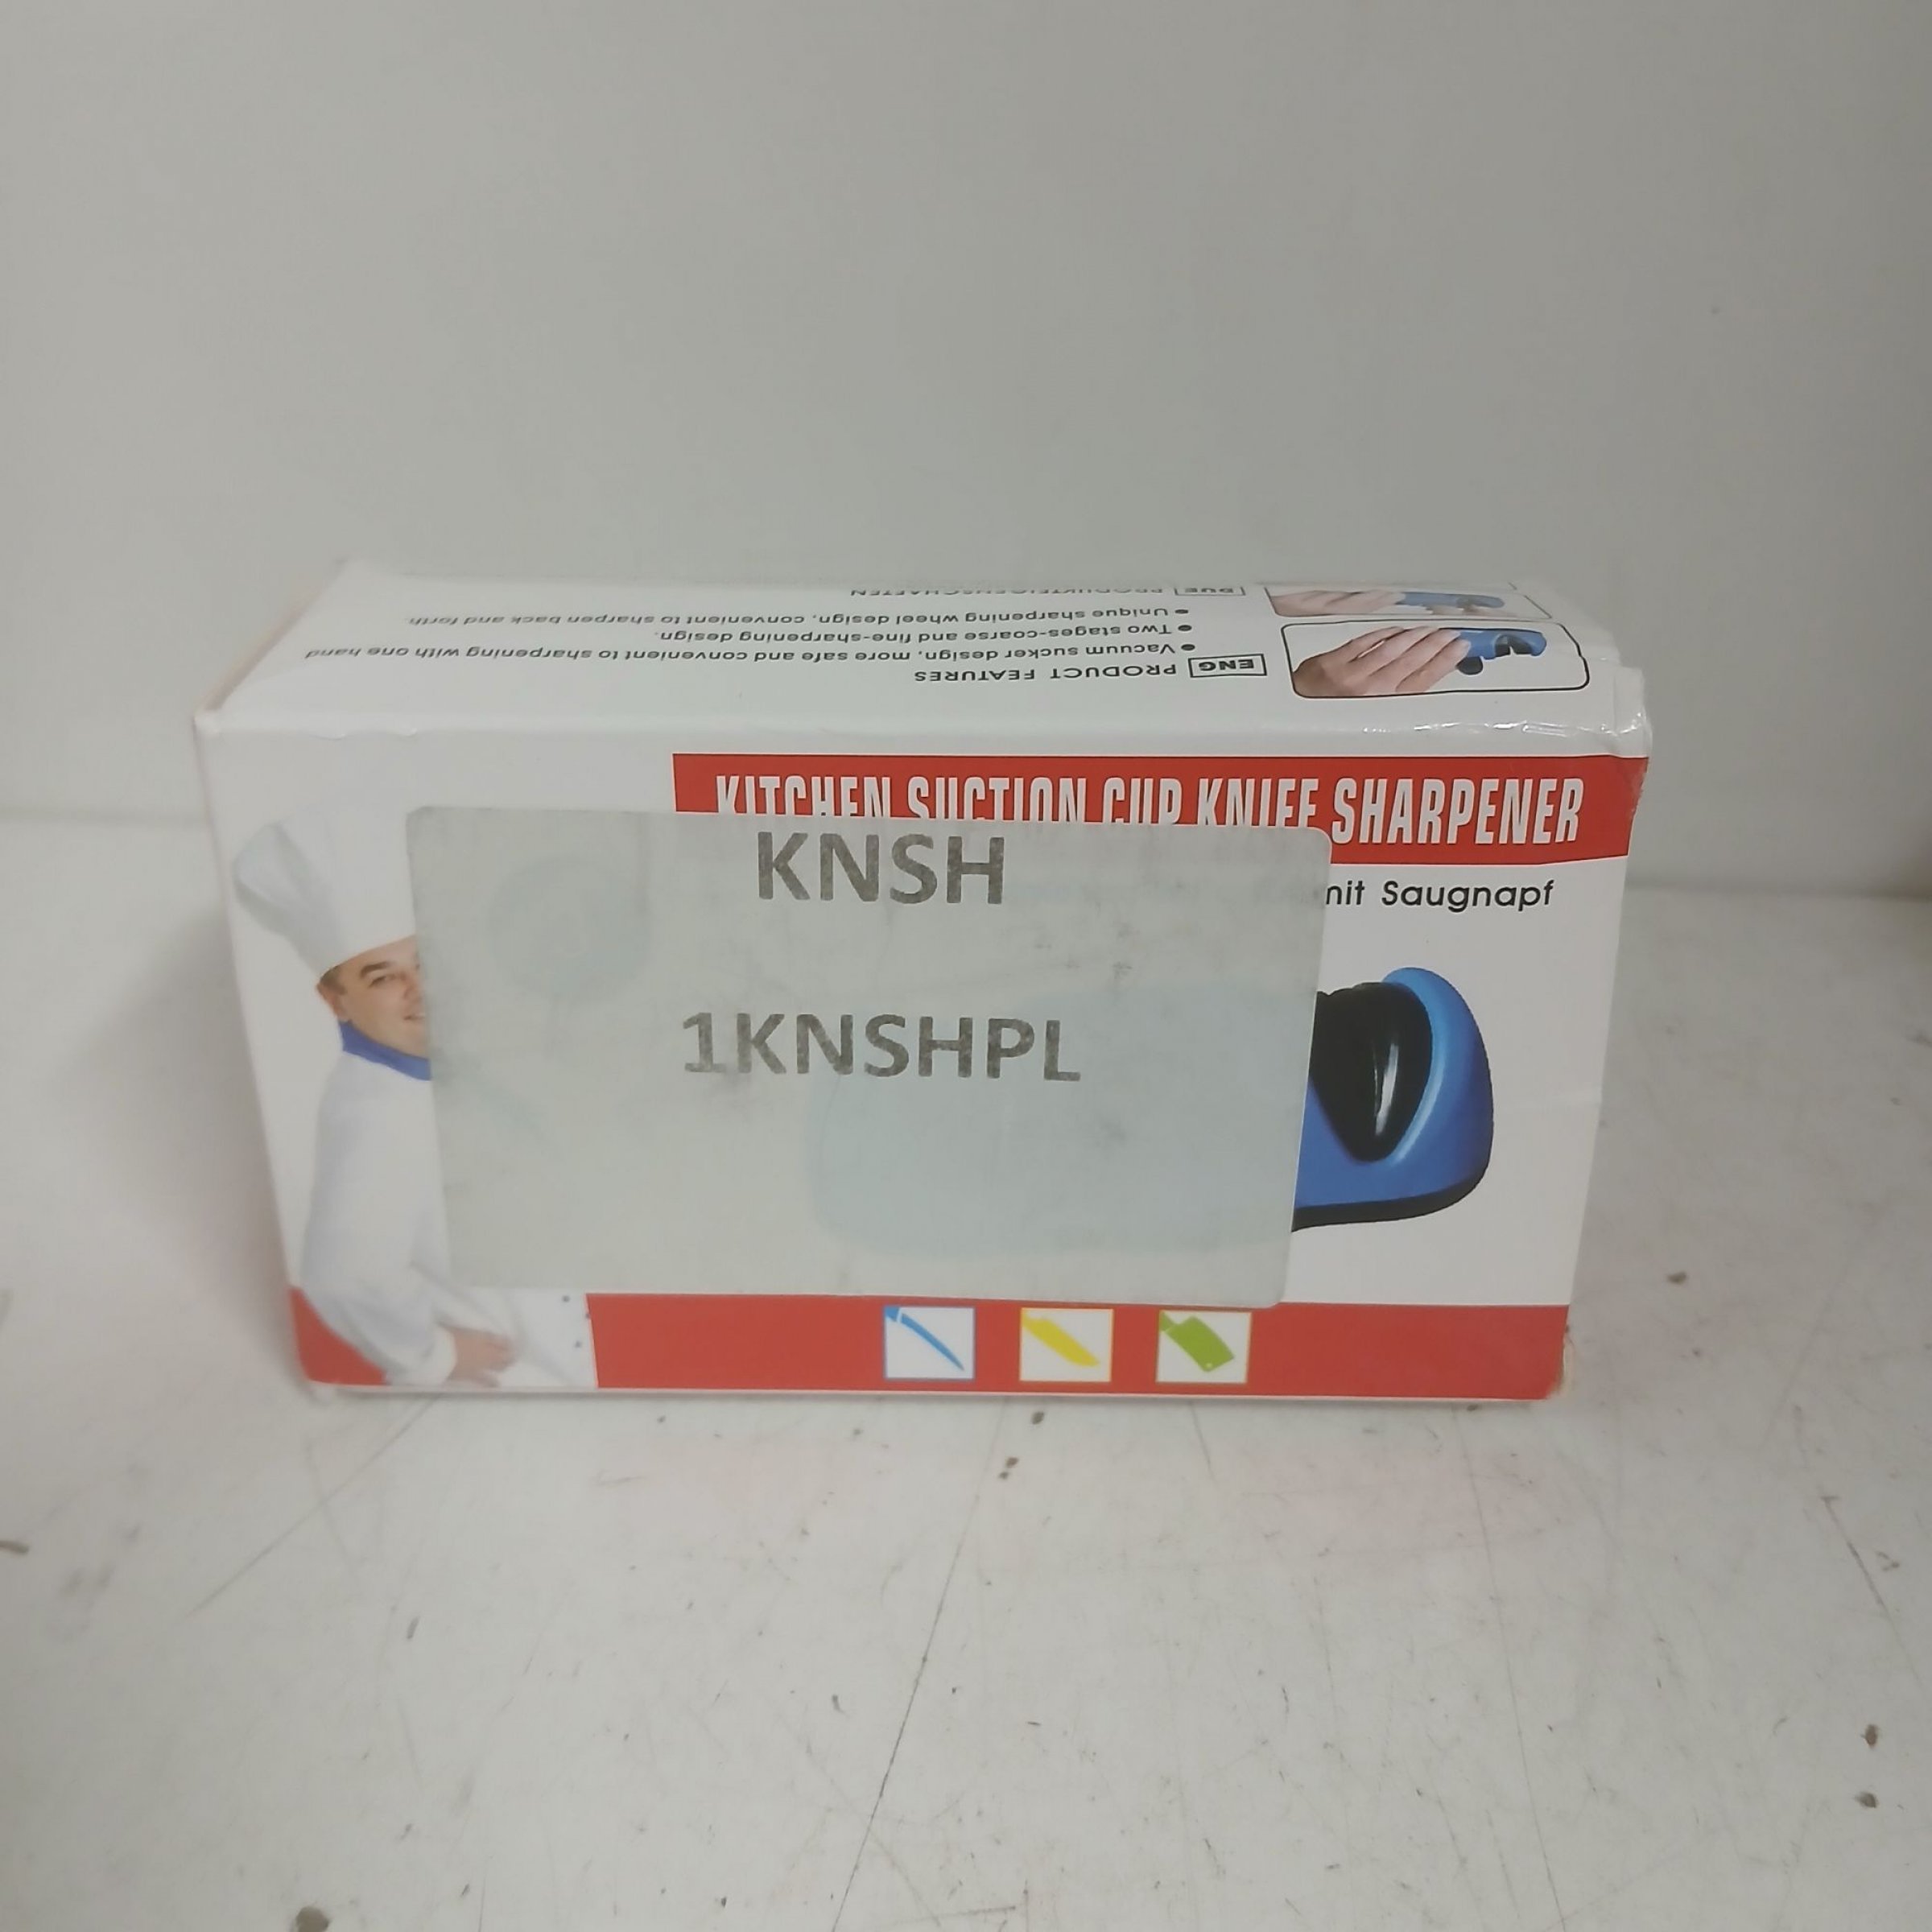 DUE PRODUKTEIGENSCHAFTEN
ENG PRODUCT FEATURES
● Vacuum sucker design, more safe and convenient to sharpening with one hand
● Two stages-coarse and fine-sharpening design.
● Unique sharpening wheel design, convenient to sharpen back and forth.
KITCHEN SUCTION CUP KNIFE SHARPENER
mit Saugnapf
KNSH
1KNSHPL